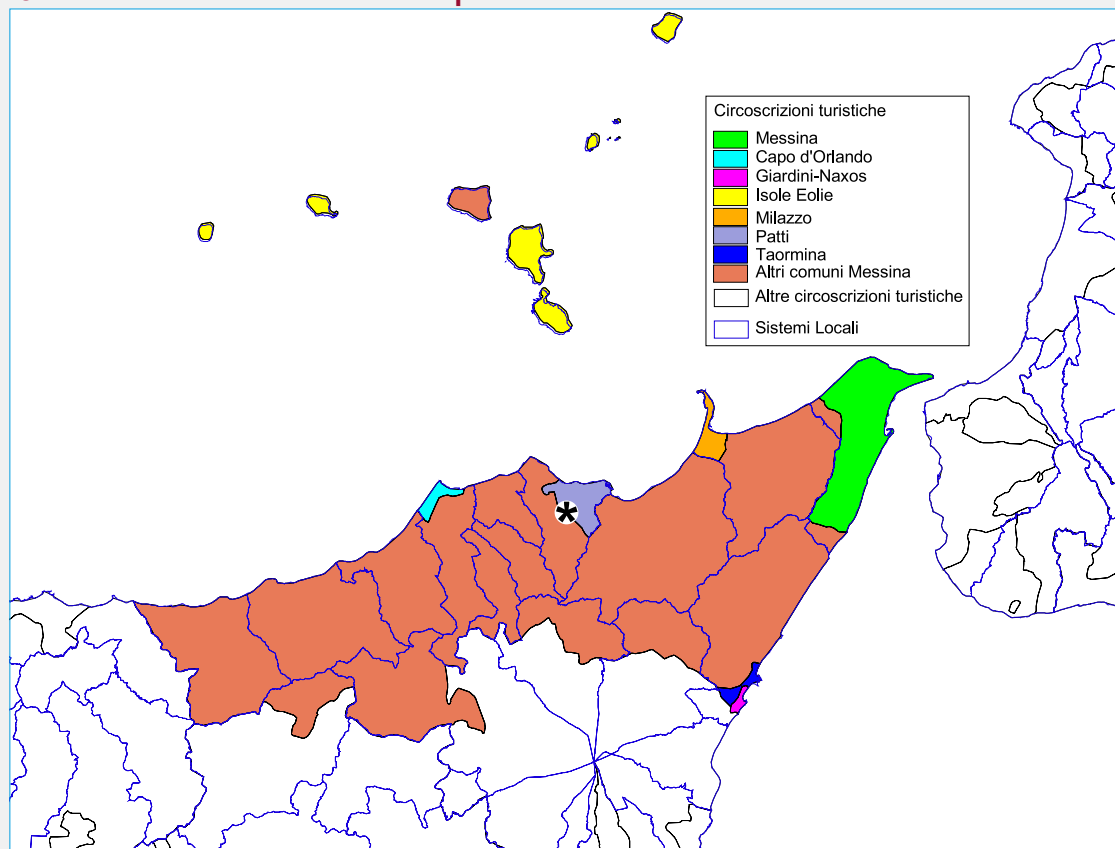 Circoscrizioni turistiche
Messina
Capo d'Orlando
Giardini-Naxos
Isole Eolie
Milazzo
Patti
Taormina
Altri comuni Messina
Altre circoscrizioni turistiche
Sistemi Locali
*